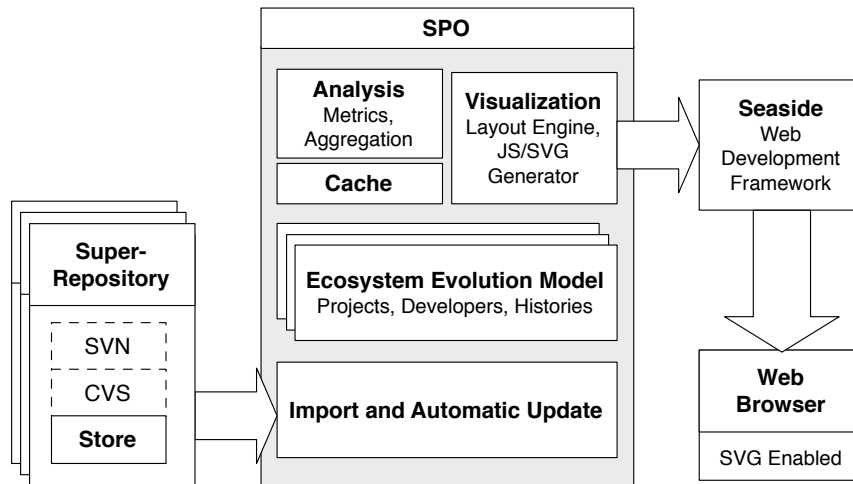 SPO
Analysis
Metrics,
Aggregation
Cache
Visualization
Layout Engine,
JS/SVG
Generator
Seaside
Web
Development
Framework
Super-
Repository
SVN
CVS
Store
Ecosystem Evolution Model
Projects, Developers, Histories
Import and Automatic Update
Web
Browser
SVG Enabled